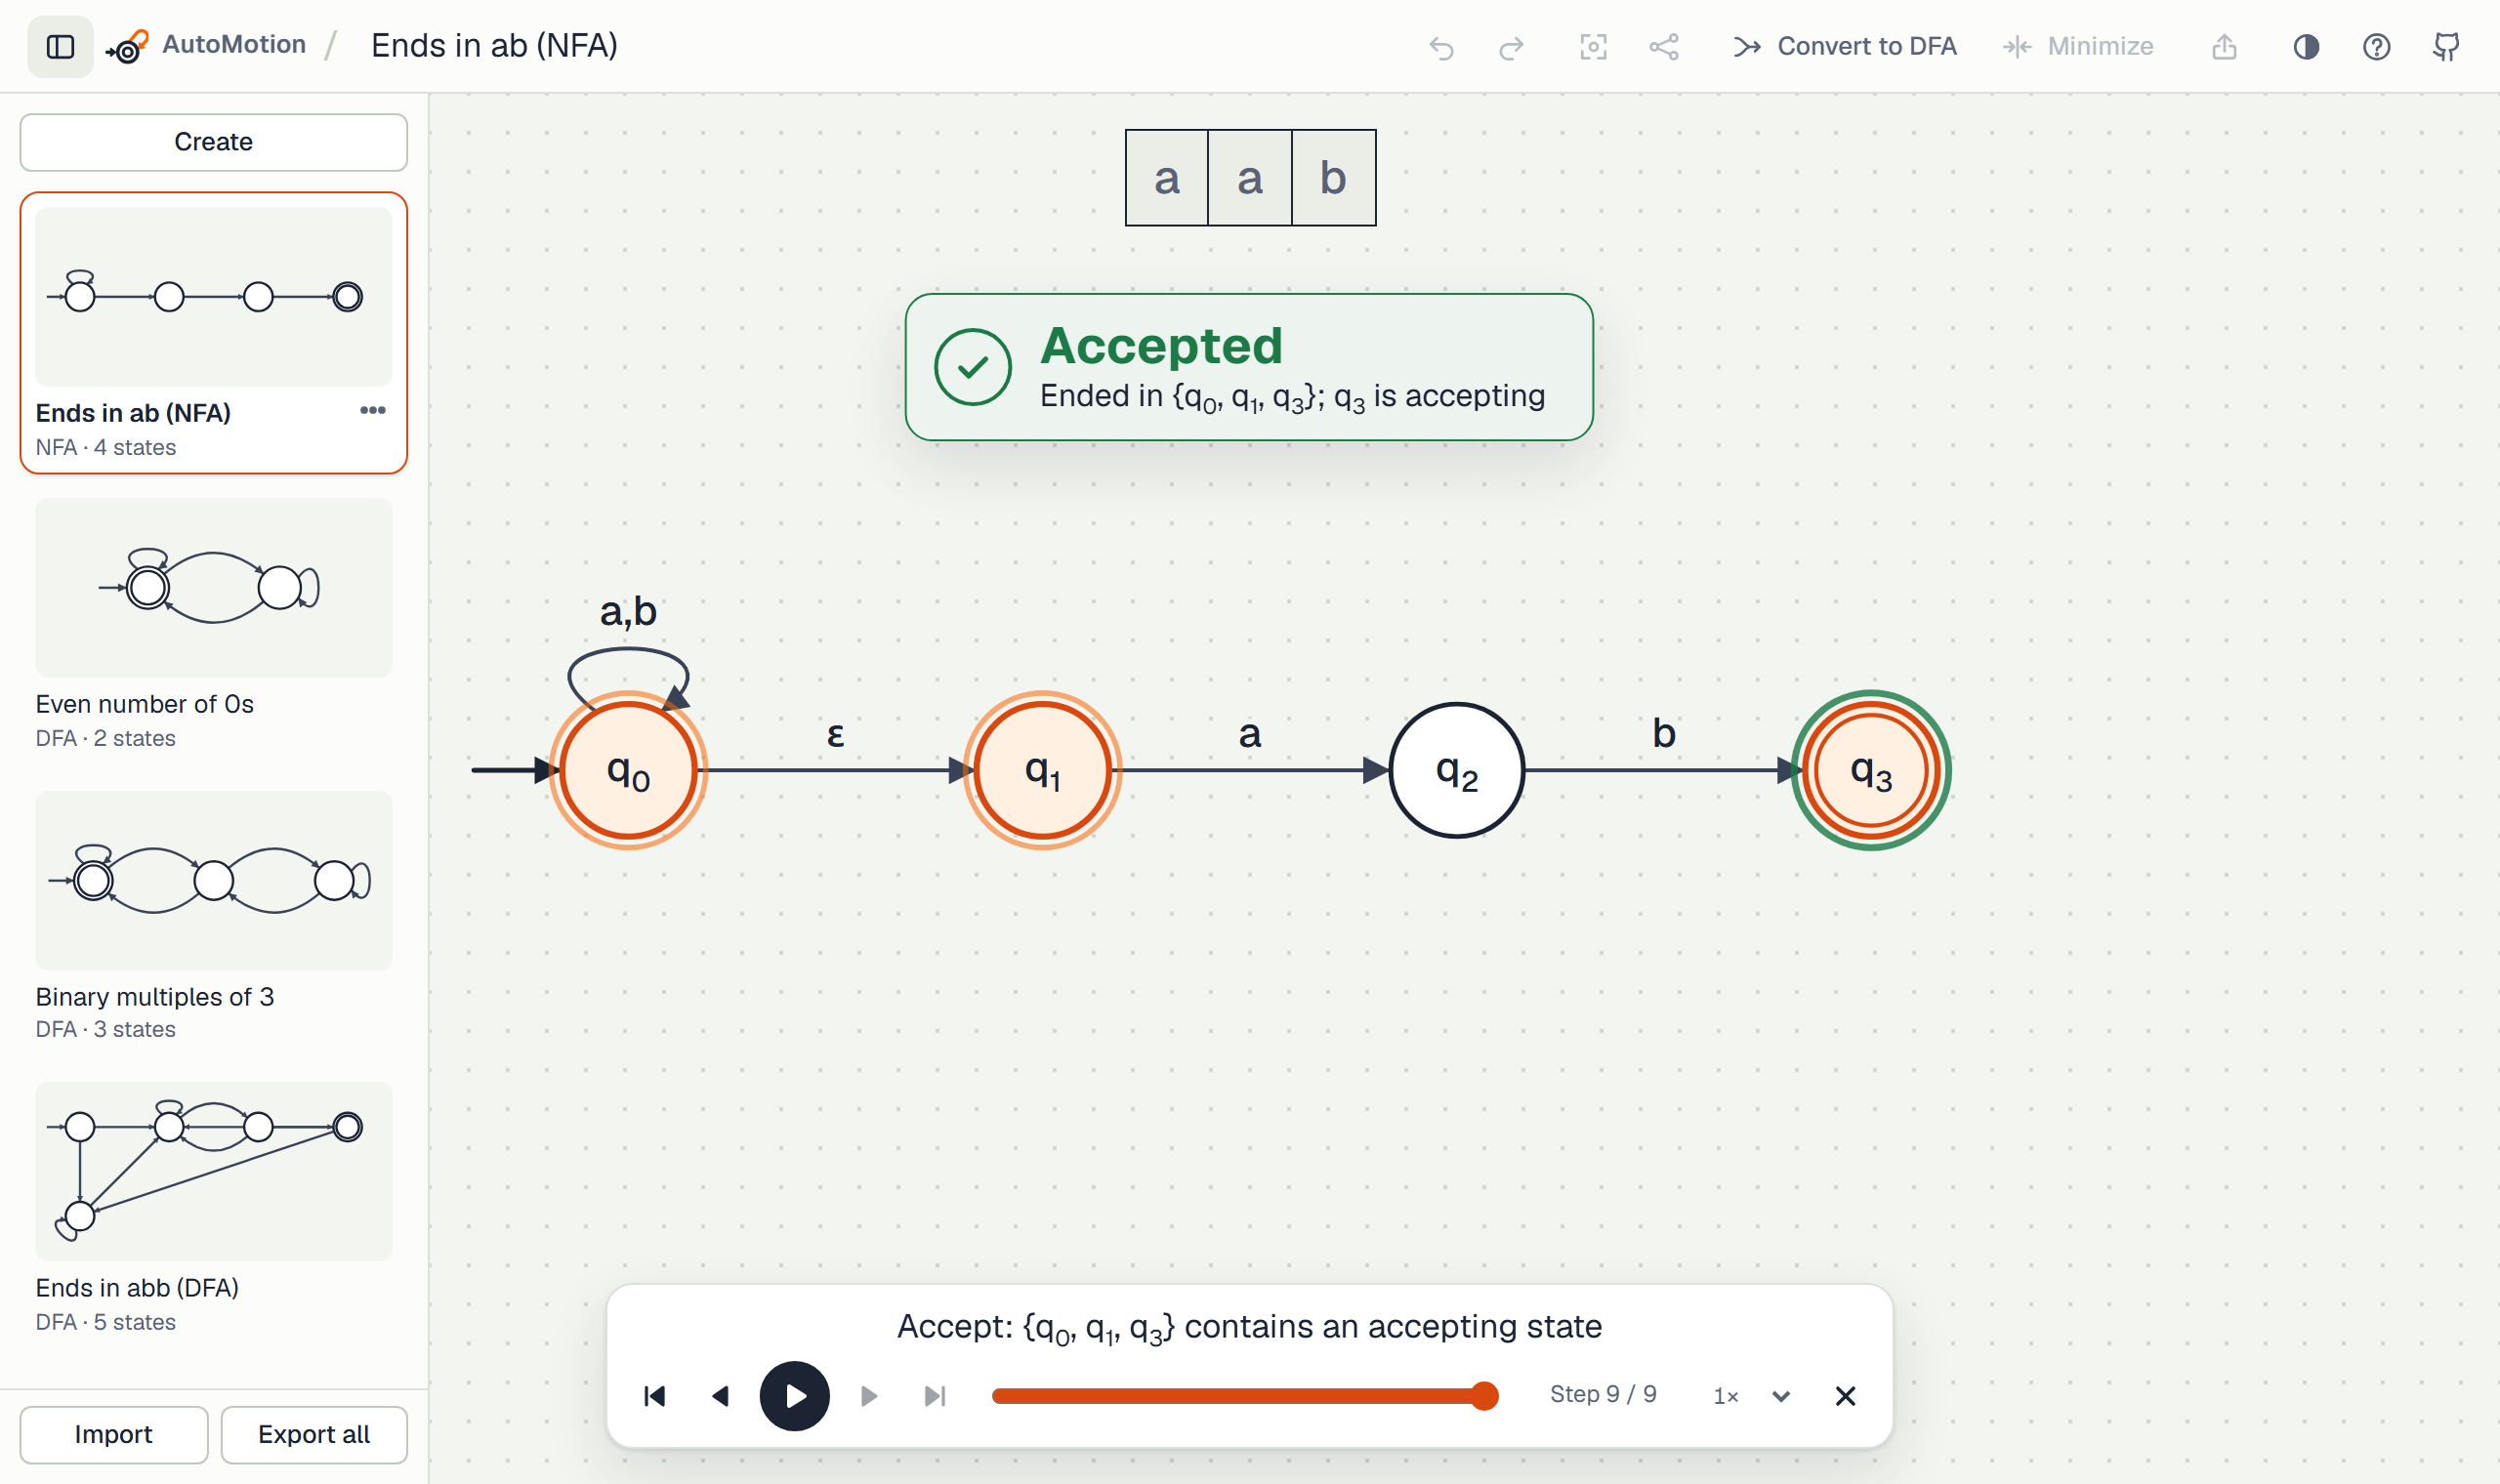 AutoMotion / Ends in ab (NFA)
Convert to DFA
Minimize
Create
Ends in ab (NFA)
NFA · 4 states
Even number of 0s
DFA · 2 states
Binary multiples of 3
DFA · 3 states
Ends in abb (DFA)
DFA · 5 states
Import
Export all
a a b
Accepted
Ended in {q0, q1, q3}; q3 is accepting
a,b
ε
a
b
q0
q1
q2
q3
Accept: {q0, q1, q3} contains an accepting state
Step 9 / 9
1×